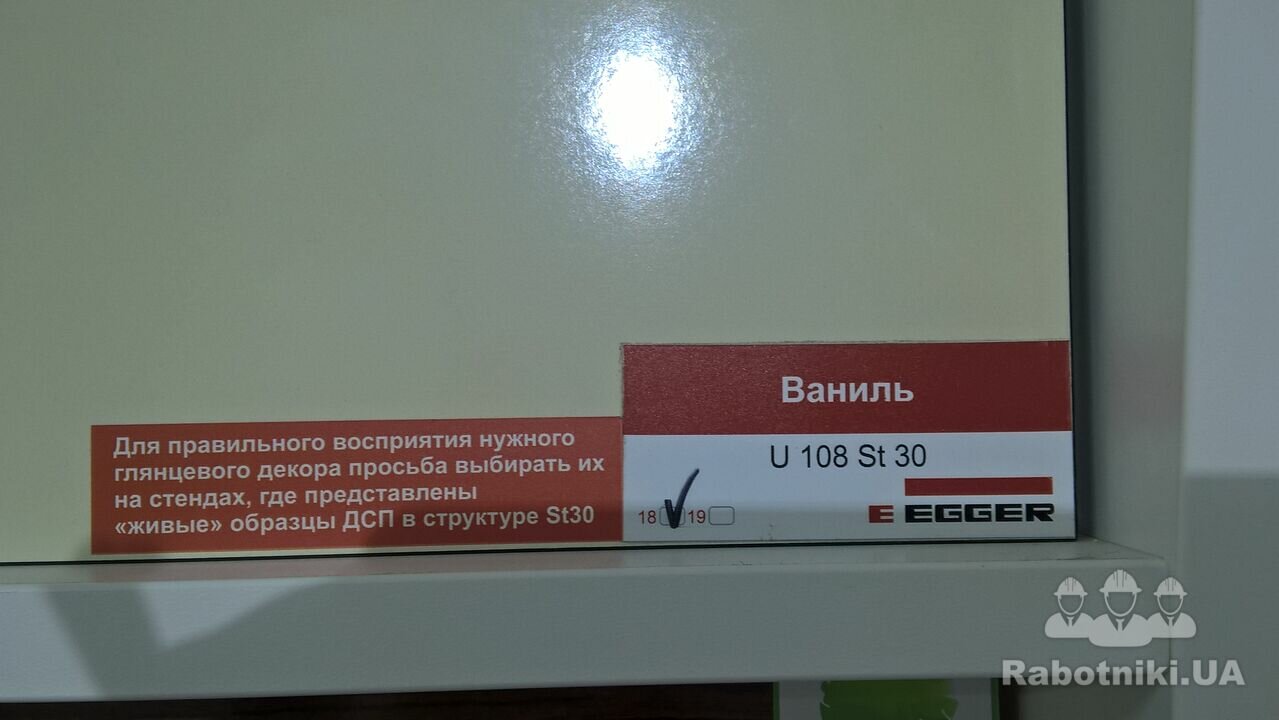 Для правильного восприятия нужного
глянцевого декора просьба выбирать их
на стендах, где представлены
«живые» образцы ДСП в структуре St30
Ваниль
U 108 St 30
18 19
E EGGER
Rabotniki.UA